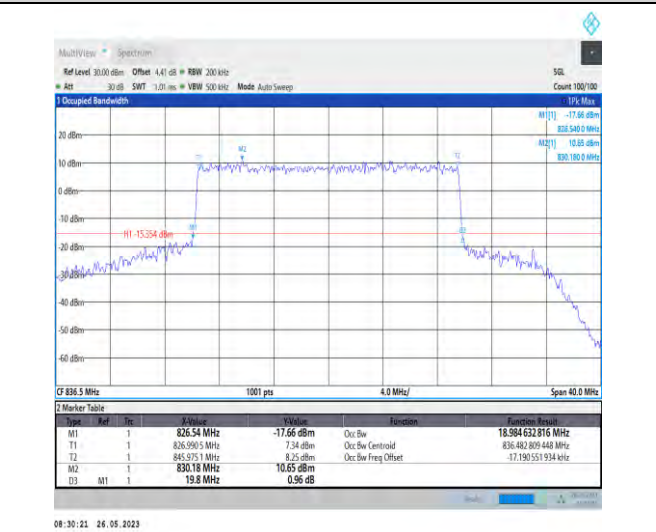 MultiView Spectrum
Ref Level 30.00 dBm Offset 4.41 dB RBW 200 kHz SGL
Att 30 dB SWT 1.01 ms VBW 500 kHz Mode Auto Sweep Count 100/100
1 Occupied Bandwidth 1Pk Max
M1[1] -17.66 dBm
826.540 0 MHz
M2[1] 10.65 dBm
830.180 0 MHz
20 dBm
M2
T1 T2
10 dBm
0 dBm
-10 dBm
M1 D3
H1 -15.354 dBm
-20 dBm
-30 dBm
-40 dBm
-50 dBm
-60 dBm
CF 836.5 MHz 1001 pts 4.0 MHz/ Span 40.0 MHz
2 Marker Table
Type Ref Trc X-Value Y-Value Function Function Result
M1 1 826.54 MHz -17.66 dBm Occ Bw 18.984 632 816 MHz
T1 1 826.990 5 MHz 7.34 dBm Occ Bw Centroid 836.482 809 448 MHz
T2 1 845.975 1 MHz 8.25 dBm Occ Bw Freq Offset -17.190 551 934 kHz
M2 1 830.18 MHz 10.65 dBm
D3 M1 1 19.8 MHz 0.96 dB
08:30:21 26.05.2023